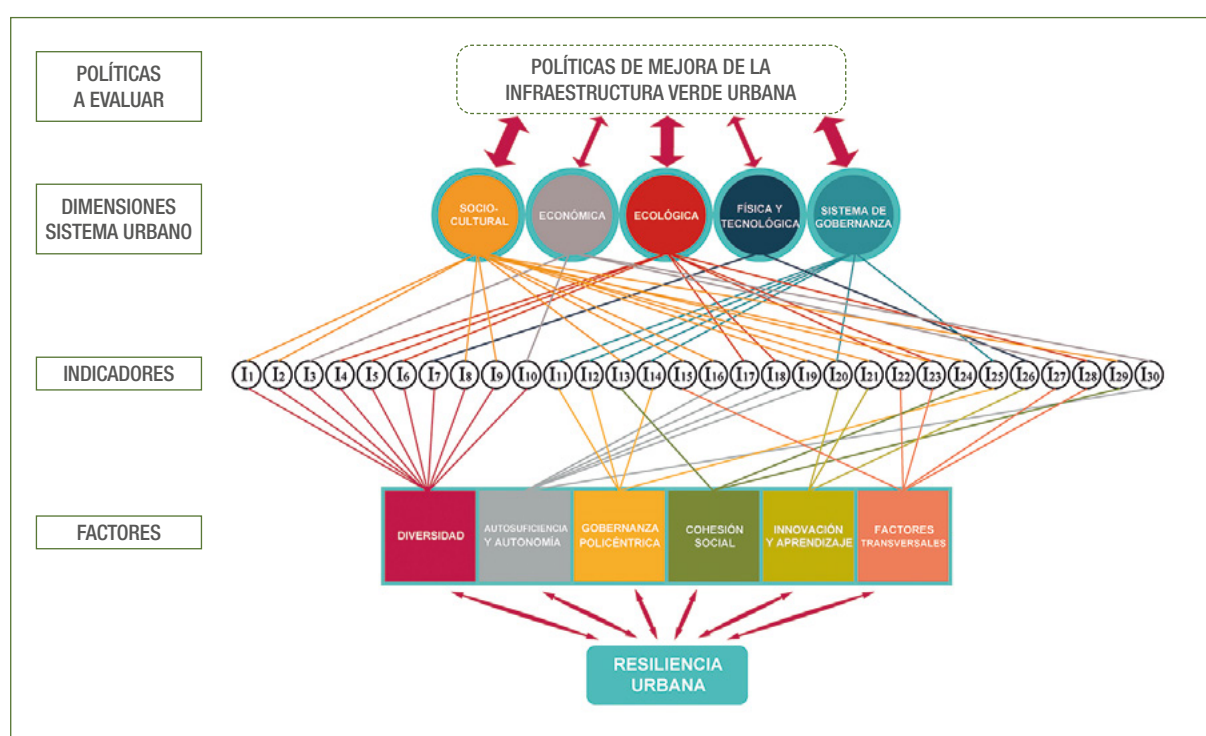 POLÍTICAS
A EVALUAR
POLÍTICAS DE MEJORA DE LA
INFRAESTRUCTURA VERDE URBANA
DIMENSIONES
SISTEMA URBANO
SOCIO-
CULTURAL
ECONÓMICA
ECOLÓGICA
FÍSICA Y
TECNOLÓGICA
SISTEMA DE
GOBERNANZA
INDICADORES
I1 I2 I3 I4 I5 I6 I7 I8 I9 I10 I11 I12 I13 I14 I15 I16 I17 I18 I19 I20 I21 I22 I23 I24 I25 I26 I27 I28 I29 I30
FACTORES
DIVERSIDAD
AUTOSUFICIENCIA
Y AUTONOMÍA
GOBERNANZA
POLICÉNTRICA
COHESIÓN
SOCIAL
INNOVACIÓN
Y APRENDIZAJE
FACTORES
TRANSVERSALES
RESILIENCIA
URBANA